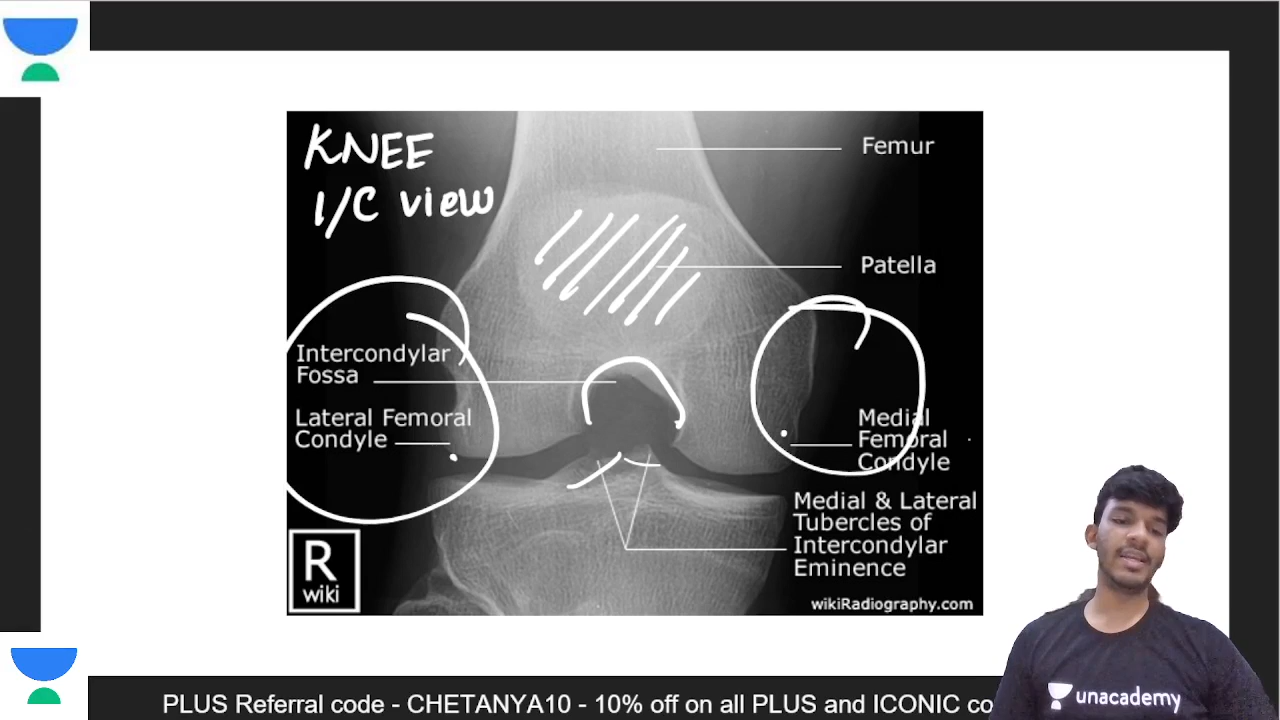 KNEE
I/C view
Femur
Patella
Intercondylar
Fossa
Lateral Femoral
Condyle
Medial
Femoral
Condyle
Medial & Lateral
Tubercles of
Intercondylar
Eminence
R
wiki
wikiRadiography.com
unacademy
PLUS Referral code - CHETANYA10 - 10% off on all PLUS and ICONIC co